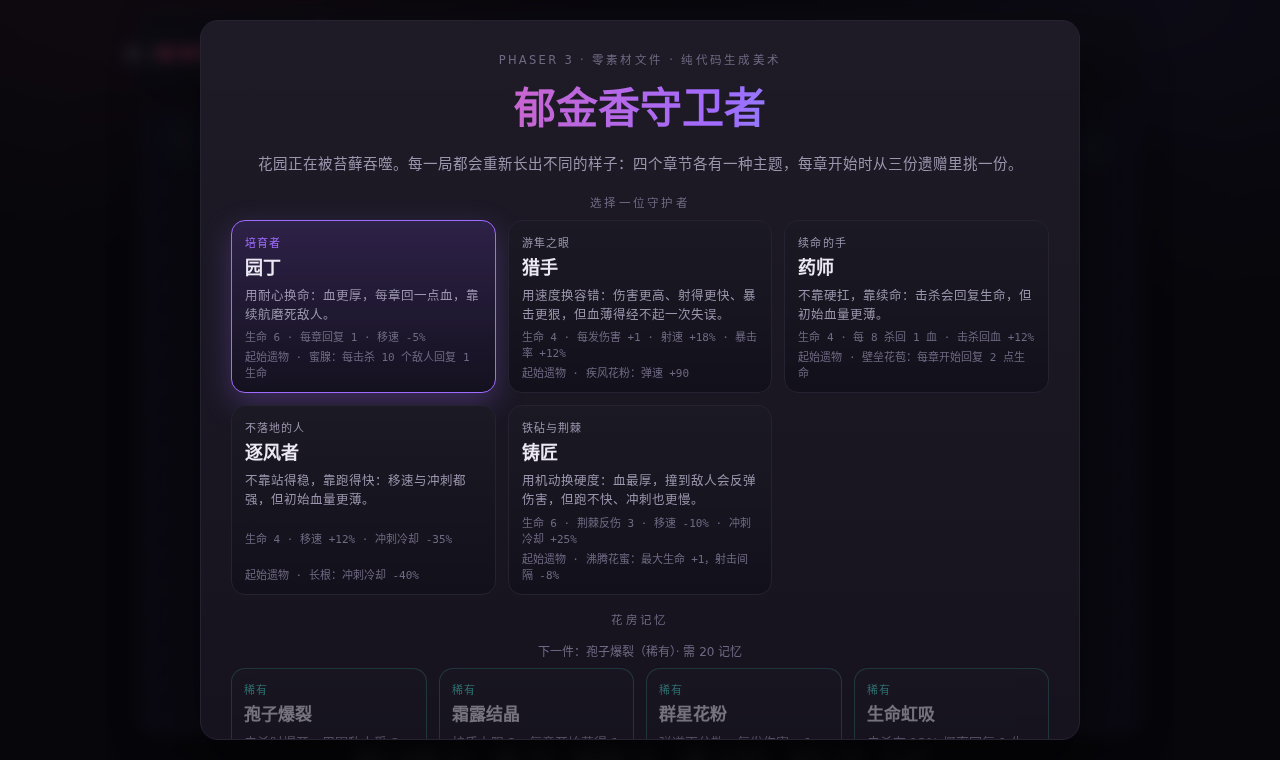 PHASER 3 · 零素材文件 · 纯代码生成美术
郁金香守卫者
花园正在被苔藓吞噬。每一局都会重新长出不同的样子：四个章节各有一种主题，每章开始时从三份遗赠里挑一份。
选择一位守护者
培育者
园丁
用耐心换命：血更厚，每章回一点血，靠
续航磨死敌人。
生命 6 · 每章回复 1 · 移速 -5%
起始遗物 · 蜜腺：每击杀 10 个敌人回复 1
生命
游隼之眼
猎手
用速度换容错：伤害更高、射得更快、暴
击更狠，但血薄得经不起一次失误。
生命 4 · 每发伤害 +1 · 射速 +18% · 暴击
率 +12%
起始遗物 · 疾风花粉：弹速 +90
续命的手
药师
不靠硬扛，靠续命：击杀会回复生命，但
初始血量更薄。
生命 4 · 每 8 杀回 1 血 · 击杀回血 +12%
起始遗物 · 壁垒花苞：每章开始回复 2 点生
命
不落地的人
逐风者
不靠站得稳，靠跑得快：移速与冲刺都
强，但初始血量更薄。
生命 4 · 移速 +12% · 冲刺冷却 -35%
起始遗物 · 长根：冲刺冷却 -40%
铁砧与荆棘
铸匠
用机动换硬度：血最厚，撞到敌人会反弹
伤害，但跑不快、冲刺也更慢。
生命 6 · 荆棘反伤 3 · 移速 -10% · 冲刺
冷却 +25%
起始遗物 · 沸腾花蜜：最大生命 +1，射击间
隔 -8%
花房记忆
下一件：孢子爆裂（稀有）· 需 20 记忆
稀有
孢子爆裂
稀有
霜露结晶
稀有
群星花粉
稀有
生命虹吸